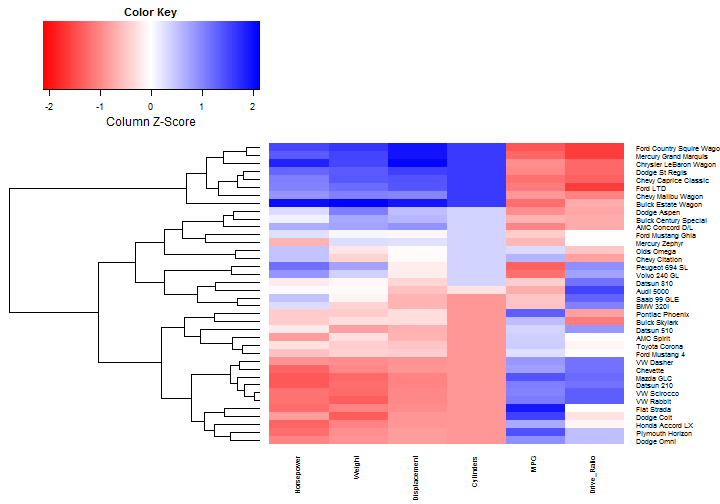 Color Key
-2 -1 0 1 2
Column Z-Score
Ford Country Squire Wago
Mercury Grand Marquis
Chrysler LeBaron Wagon
Dodge St Regis
Chevy Caprice Classic
Ford LTD
Chevy Malibu Wagon
Buick Estate Wagon
Dodge Aspen
Buick Century Special
AMC Concord D/L
Ford Mustang Ghia
Mercury Zephyr
Olds Omega
Chevy Citation
Peugeot 694 SL
Volvo 240 GL
Datsun 810
Audi 5000
Saab 99 GLE
BMW 320i
Pontiac Phoenix
Buick Skylark
Datsun 510
AMC Spirit
Toyota Corona
Ford Mustang 4
VW Dasher
Chevette
Mazda GLC
Datsun 210
VW Scirocco
VW Rabbit
Fiat Strada
Dodge Colt
Honda Accord LX
Plymouth Horizon
Dodge Omni
Horsepower
Weight
Displacement
Cylinders
MPG
Drive_Ratio